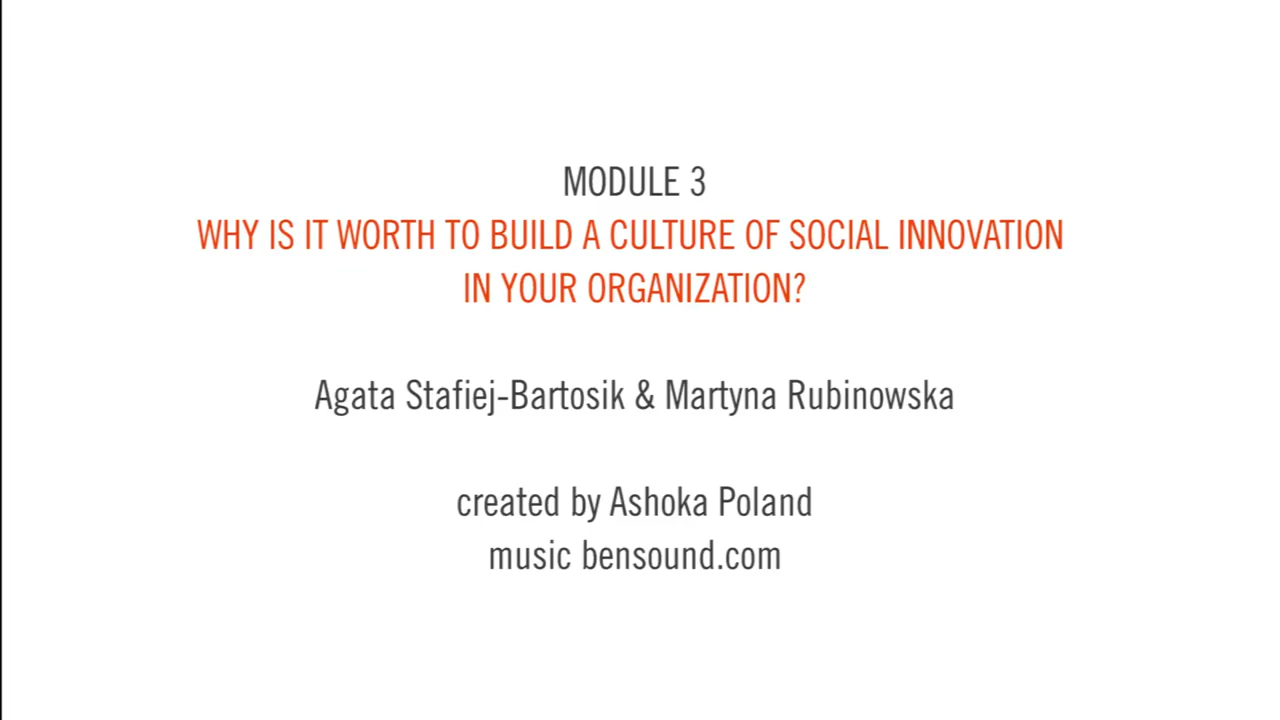 MODULE 3
WHY IS IT WORTH TO BUILD A CULTURE OF SOCIAL INNOVATION
IN YOUR ORGANIZATION?
Agata Stafiej-Bartosik & Martyna Rubinowska
created by Ashoka Poland
music bensound.com